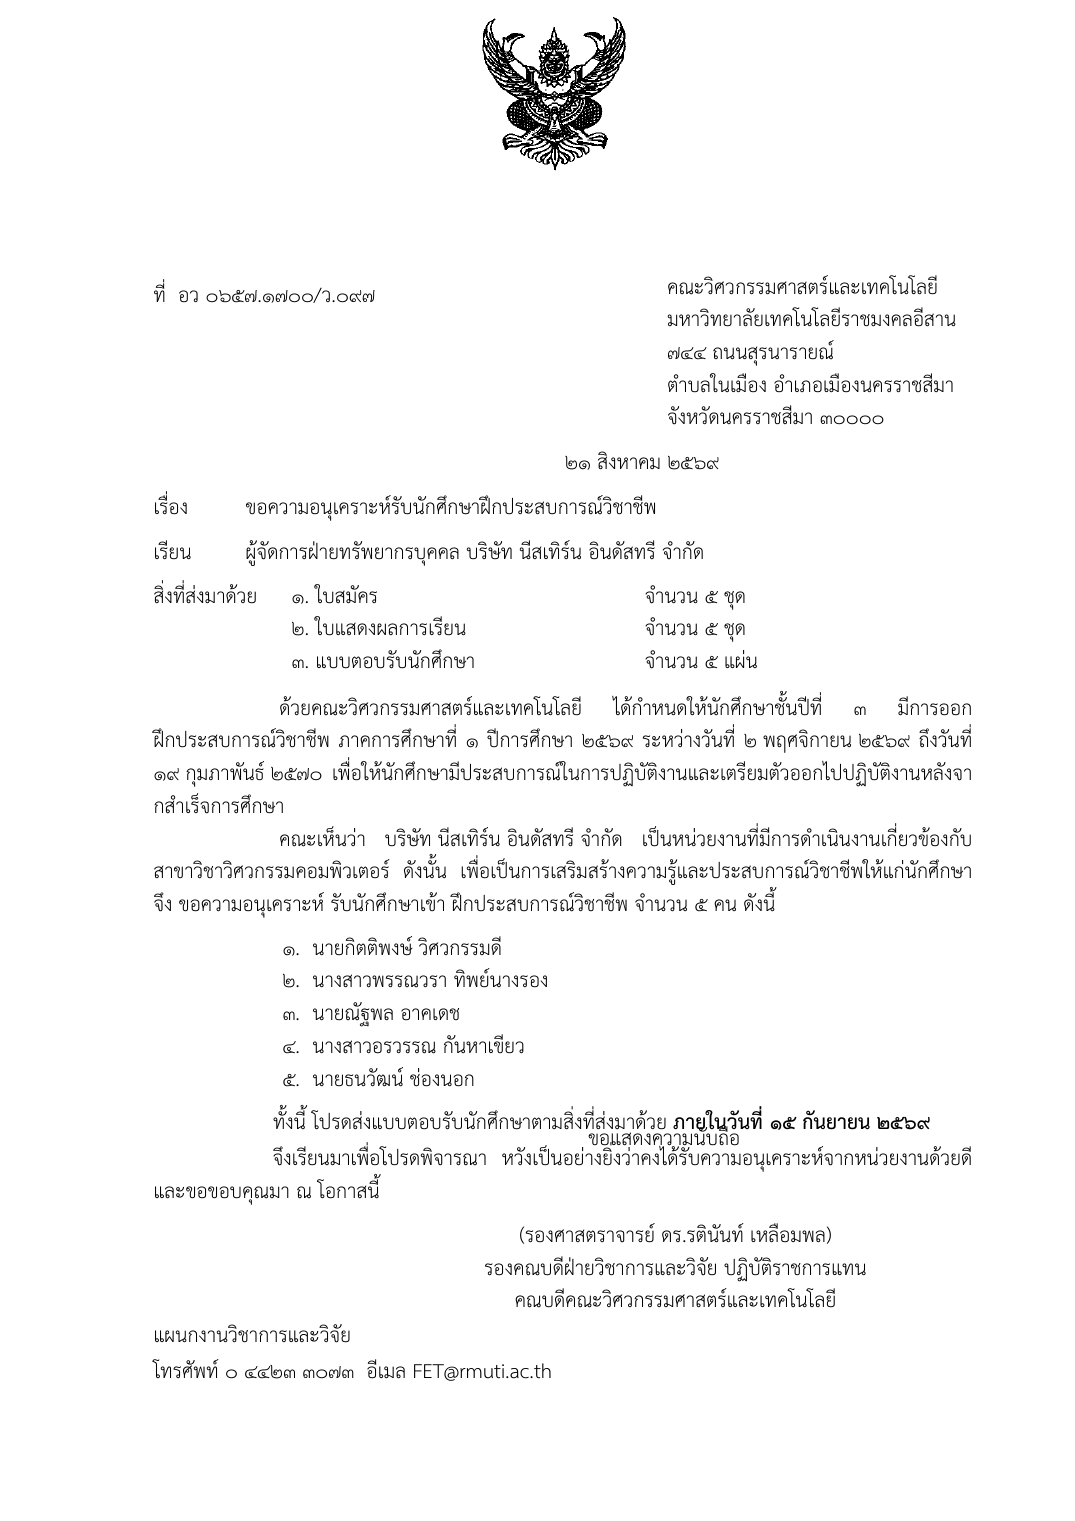 ที่ อว ๐๖๕๗.๑๗๐๐/ว.๐๙๗
คณะวิศวกรรมศาสตร์และเทคโนโลยี
มหาวิทยาลัยเทคโนโลยีราชมงคลอีสาน
๗๔๔ ถนนสุรนารายณ์
ตำบลในเมือง อำเภอเมืองนครราชสีมา
จังหวัดนครราชสีมา ๓๐๐๐๐
๒๑ สิงหาคม ๒๕๖๙
เรื่อง ขอความอนุเคราะห์รับนักศึกษาฝึกประสบการณ์วิชาชีพ
เรียน ผู้จัดการฝ่ายทรัพยากรบุคคล บริษัท นีสเทิร์น อินดัสทรี จำกัด
สิ่งที่ส่งมาด้วย ๑. ใบสมัคร จำนวน ๕ ชุด
๒. ใบแสดงผลการเรียน จำนวน ๕ ชุด
๓. แบบตอบรับนักศึกษา จำนวน ๕ แผ่น
ด้วยคณะวิศวกรรมศาสตร์และเทคโนโลยี ได้กำหนดให้นักศึกษาชั้นปีที่ ๓ มีการออก
ฝึกประสบการณ์วิชาชีพ ภาคการศึกษาที่ ๑ ปีการศึกษา ๒๕๖๙ ระหว่างวันที่ ๒ พฤศจิกายน ๒๕๖๙ ถึงวันที่
๑๙ กุมภาพันธ์ ๒๕๗๐ เพื่อให้นักศึกษามีประสบการณ์ในการปฏิบัติงานและเตรียมตัวออกไปปฏิบัติงานหลังจา
กสำเร็จการศึกษา
คณะเห็นว่า บริษัท นีสเทิร์น อินดัสทรี จำกัด เป็นหน่วยงานที่มีการดำเนินงานเกี่ยวข้องกับ
สาขาวิชาวิศวกรรมคอมพิวเตอร์ ดังนั้น เพื่อเป็นการเสริมสร้างความรู้และประสบการณ์วิชาชีพให้แก่นักศึกษา
จึง ขอความอนุเคราะห์ รับนักศึกษาเข้า ฝึกประสบการณ์วิชาชีพ จำนวน ๕ คน ดังนี้
๑. นายกิตติพงษ์ วิศวกรรมดี
๒. นางสาวพรรณวรา ทิพย์นางรอง
๓. นายณัฐพล อาคเดช
๔. นางสาวอรวรรณ กันหาเขียว
๕. นายธนวัฒน์ ช่องนอก
ทั้งนี้ โปรดส่งแบบตอบรับนักศึกษาตามสิ่งที่ส่งมาด้วย ภายในวันที่ ๑๕ กันยายน ๒๕๖๙
ขอแสดงความนับถือ
จึงเรียนมาเพื่อโปรดพิจารณา หวังเป็นอย่างยิ่งว่าคงได้รับความอนุเคราะห์จากหน่วยงานด้วยดี
และขอขอบคุณมา ณ โอกาสนี้
(รองศาสตราจารย์ ดร.รตินันท์ เหลือมพล)
รองคณบดีฝ่ายวิชาการและวิจัย ปฏิบัติราชการแทน
คณบดีคณะวิศวกรรมศาสตร์และเทคโนโลยี
แผนกงานวิชาการและวิจัย
โทรศัพท์ ๐ ๔๔๒๓ ๓๐๗๓ อีเมล FET@rmuti.ac.th